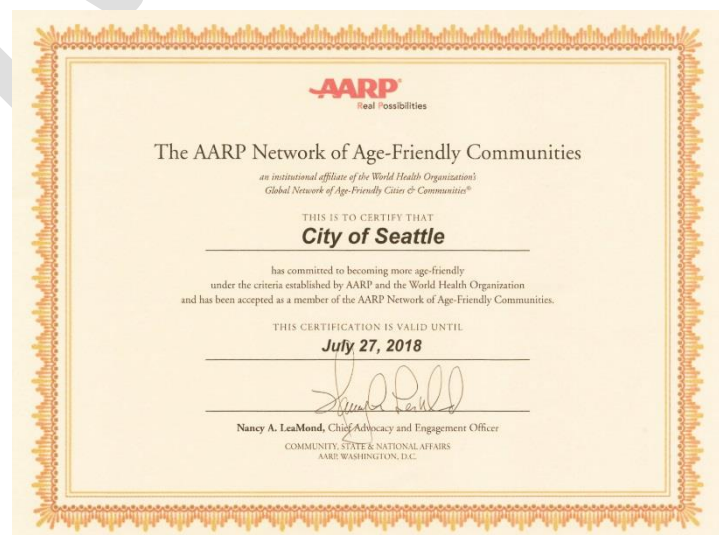 AARP®
Real Possibilities
The AARP Network of Age-Friendly Communities
an institutional affiliate of the World Health Organization's
Global Network of Age-Friendly Cities & Communities®
THIS IS TO CERTIFY THAT
City of Seattle
has committed to becoming more age-friendly
under the criteria established by AARP and the World Health Organization
and has been accepted as a member of the AARP Network of Age-Friendly Communities.
THIS CERTIFICATION IS VALID UNTIL
July 27, 2018
Nancy A. LeaMond, Chief Advocacy and Engagement Officer
COMMUNITY, STATE & NATIONAL AFFAIRS
AARP, WASHINGTON, D.C.